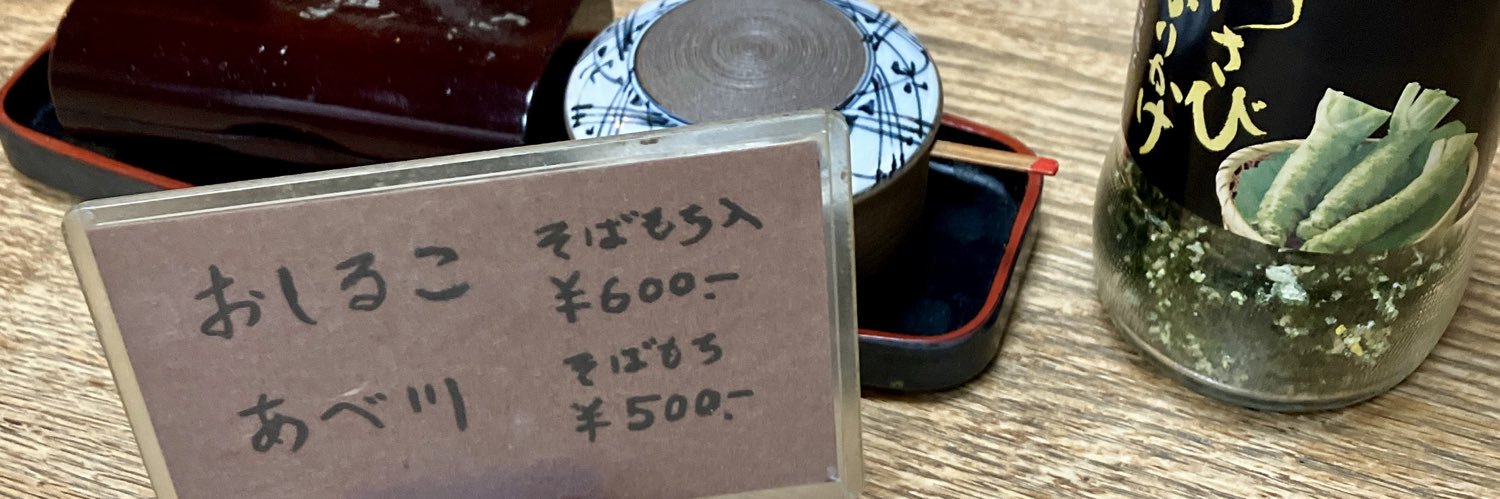 おしるこ
そばもち入
¥600.-
あべ川
そばもち
¥500.-
わさび
ふりかけ